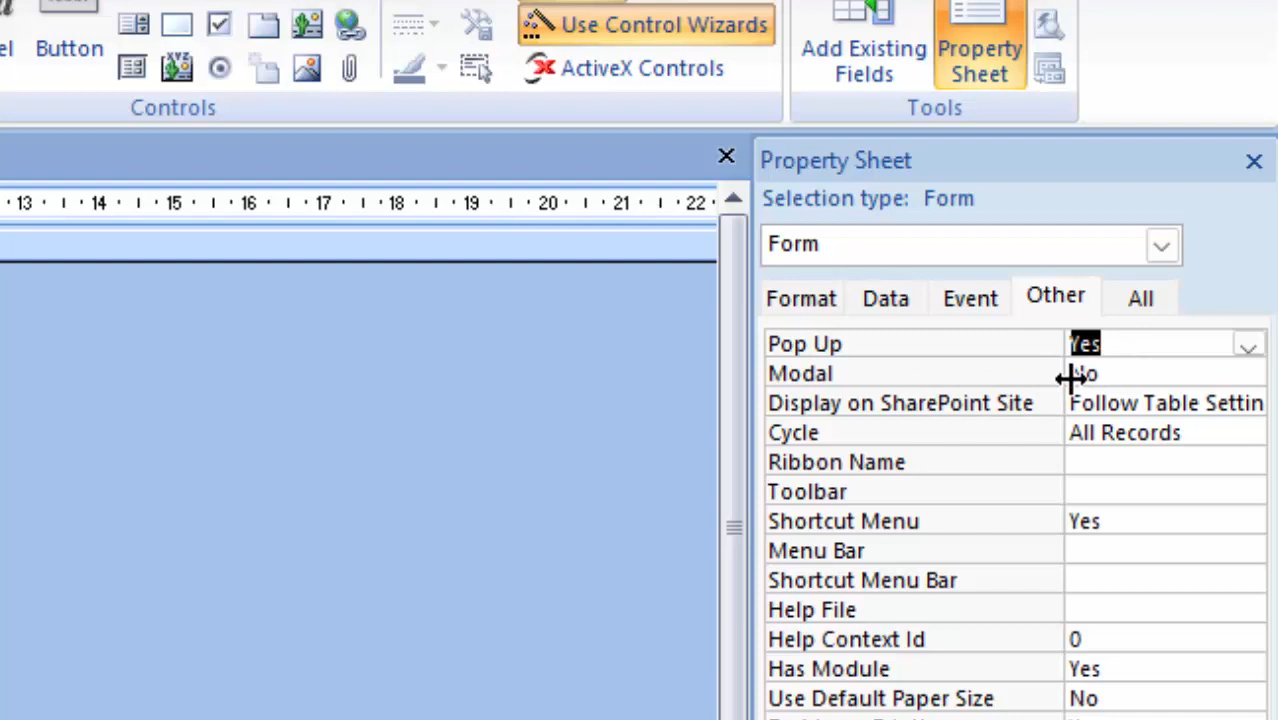 Button
Use Control Wizards
ActiveX Controls
Add Existing Fields
Property Sheet
Controls
Tools
Property Sheet
Selection type: Form
13 14 15 16 17 18 19 20 21 22
Form
Format Data Event Other All
Pop Up Yes
Modal No
Display on SharePoint Site Follow Table Settin
Cycle All Records
Ribbon Name
Toolbar
Shortcut Menu Yes
Menu Bar
Shortcut Menu Bar
Help File
Help Context Id 0
Has Module Yes
Use Default Paper Size No